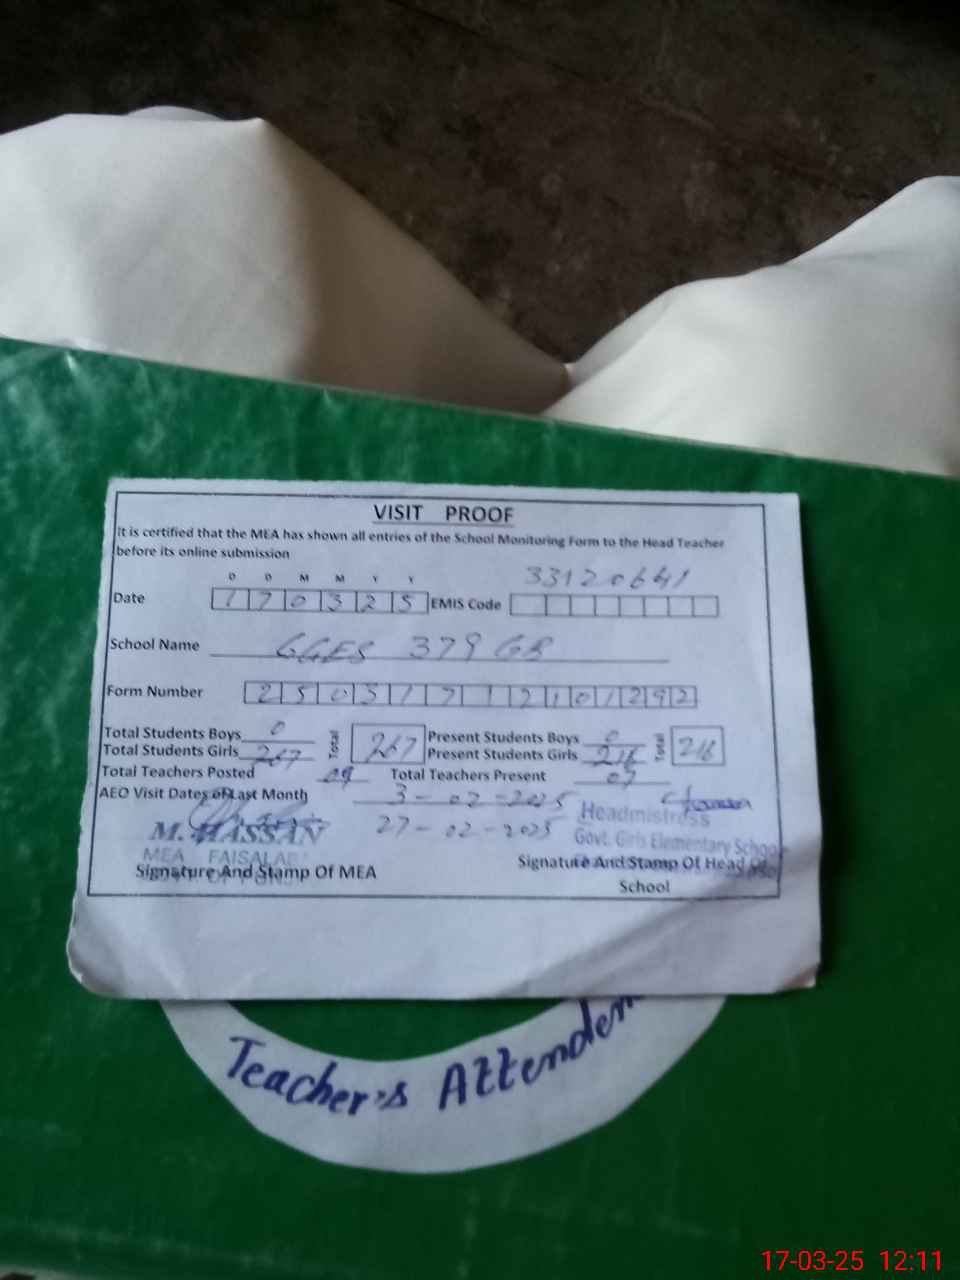 VISIT PROOF
It is certified that the MEA has shown all entries of the School Monitoring Form to the Head Teacher
before its online submission
D D M M Y Y
33120641
Date 170325 EMIS Code
School Name GGES 379 GB
Form Number 25031712101292
Total Students Boys 0 Total 267 Present Students Boys 0 Total 216
Total Students Girls 267 Present Students Girls 216
Total Teachers Posted 09 Total Teachers Present 07
AEO Visit Dates of Last Month 3-02-2025
27-02-2025
Headmistress
M. HASSAN
Govt. Girls Elementary School
MEA FAISALABAD
Signature And Stamp Of MEA
Signature And Stamp Of Head Of
School
Teacher's Attenden
17-03-25 12:11